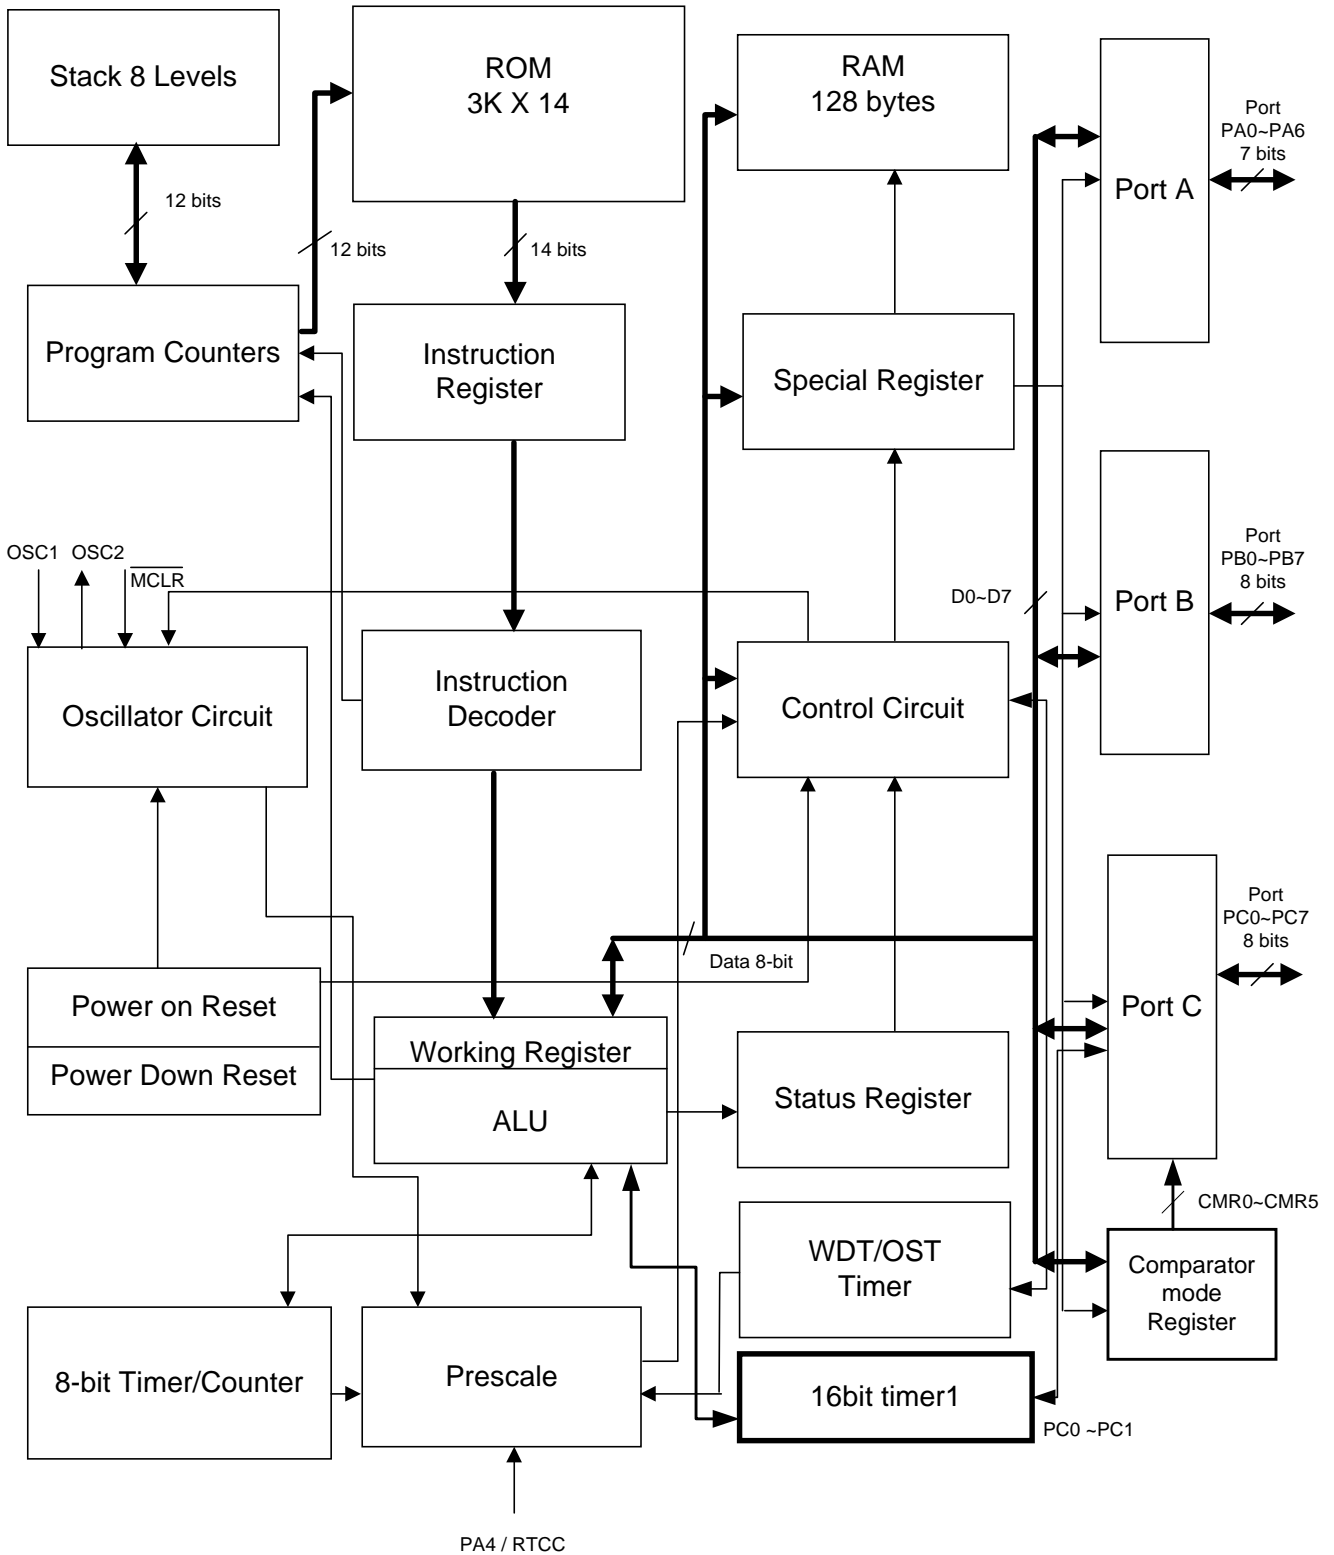 Stack 8 Levels
ROM
3K X 14
RAM
128 bytes
Port
PA0~PA6
7 bits
Port A
12 bits
12 bits
14 bits
Program Counters
Instruction
Register
Special Register
OSC1
OSC2
MCLR
D0~D7
Port B
Port
PB0~PB7
8 bits
Oscillator Circuit
Instruction
Decoder
Control Circuit
Port
PC0~PC7
8 bits
Port C
Data 8-bit
Power on Reset
Power Down Reset
Working Register
ALU
Status Register
CMR0~CMR5
WDT/OST
Timer
Comparator
mode
Register
8-bit Timer/Counter
Prescale
16bit timer1
PC0 ~PC1
PA4 / RTCC